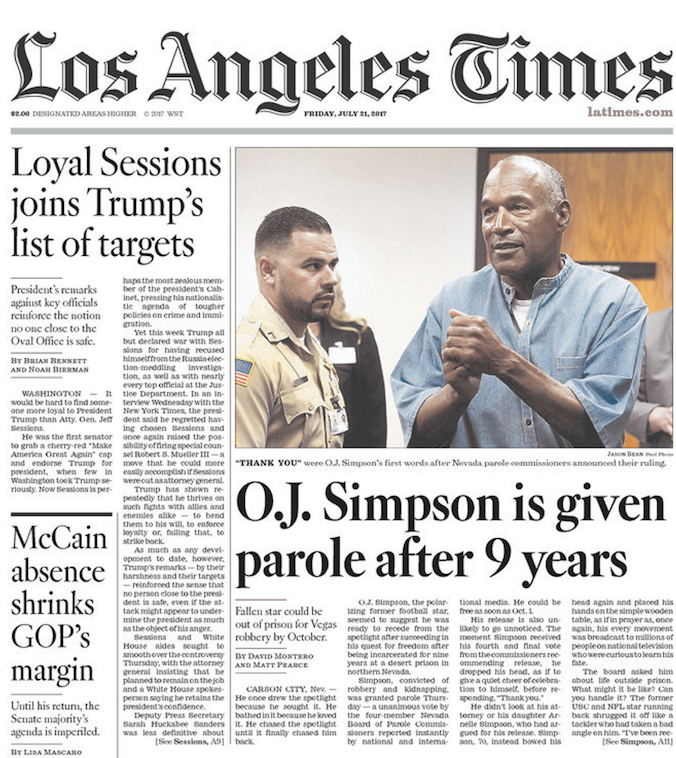 Los Angeles Times
$2.00 DESIGNATED AREAS HIGHER © 2017 WST
FRIDAY, JULY 21, 2017
latimes.com
Loyal Sessions
joins Trump's
list of targets
President's remarks
against key officials
reinforce the notion
no one close to the
Oval Office is safe.
By Brian Bennett
and Noah Bierman
WASHINGTON — It
would be hard to find some-
one more loyal to President
Trump than Atty. Gen. Jeff
Sessions.
He was the first senator
to grab a cherry-red "Make
America Great Again" cap
and endorse Trump for
president, when few in
Washington took Trump se-
riously. Now Sessions is per-
haps the most zealous mem-
ber of the president's Cab-
inet, pressing his nationalis-
tic agenda of tougher
policies on crime and immi-
gration.
Yet this week Trump all
but declared war with Ses-
sions for having recused
himself from the Russia elec-
tion-meddling investiga-
tion, as well as with nearly
every top official at the Jus-
tice Department. In an in-
terview Wednesday with the
New York Times, the presi-
dent said he regretted hav-
ing chosen Sessions and
once again raised the pos-
sibility of firing special coun-
sel Robert S. Mueller III — a
move that he could more
easily accomplish if Sessions
were out as attorney general.
Trump has shown re-
peatedly that he thrives on
such fights with allies and
enemies alike — to bend
them to his will, to enforce
loyalty or, failing that, to
strike back.
As much as any devel-
opment to date, however,
Trump's remarks — by their
harshness and their targets
— reinforced the sense that
no person close to the presi-
dent is safe, even if the at-
tack might appear to under-
mine the president as much
as the object of his anger.
Sessions and White
House aides sought to
smooth over the controversy
Thursday, with the attorney
general insisting that he
planned to remain on the job
and a White House spokes-
person saying he retains the
president's confidence.
Deputy Press Secretary
Sarah Huckabee Sanders
was less definitive about
[See Sessions, A9]
McCain
absence
shrinks
GOP's
margin
Until his return, the
Senate majority's
agenda is imperiled.
By Lisa Mascaro
Jason Bean Pool Photo
"THANK YOU" were O.J. Simpson's first words after Nevada parole commissioners announced their ruling.
O.J. Simpson is given
parole after 9 years
Fallen star could be
out of prison for Vegas
robbery by October.
By David Montero
and Matt Pearce
CARSON CITY, Nev. —
He once drew the spotlight
because he sought it. He
bathed in it because he loved
it. He chased the spotlight
until it finally chased him
back.
O.J. Simpson, the polar-
izing former football star,
seemed to suggest he was
ready to recede from the
spotlight after succeeding in
his quest for freedom after
being incarcerated for nine
years at a desert prison in
northern Nevada.
Simpson, convicted of
robbery and kidnapping,
was granted parole Thurs-
day — a unanimous vote by
the four-member Nevada
Board of Parole Commis-
sioners reported instantly
by national and interna-
tional media. He could be
free as soon as Oct. 1.
His release is also un-
likely to go unnoticed. The
moment Simpson received
his fourth and final vote
from the commissioners rec-
ommending release, he
dropped his head, as if to
give a quiet cheer of celebra-
tion to himself, before re-
sponding, "Thank you."
He didn't look at his at-
torney or his daughter Ar-
nelle Simpson, who had ar-
gued for his release. Simp-
son, 70, instead bowed his
head again and placed his
hands on the simple wooden
table, as if in prayer as, once
again, his every movement
was broadcast to millions of
people on national television
who were curious to learn his
fate.
The board asked him
about life outside prison.
What might it be like? Can
you handle it? The former
USC and NFL star running
back shrugged it off like a
tackler who had taken a bad
angle on him. "I've been rec-
[See Simpson, A11]